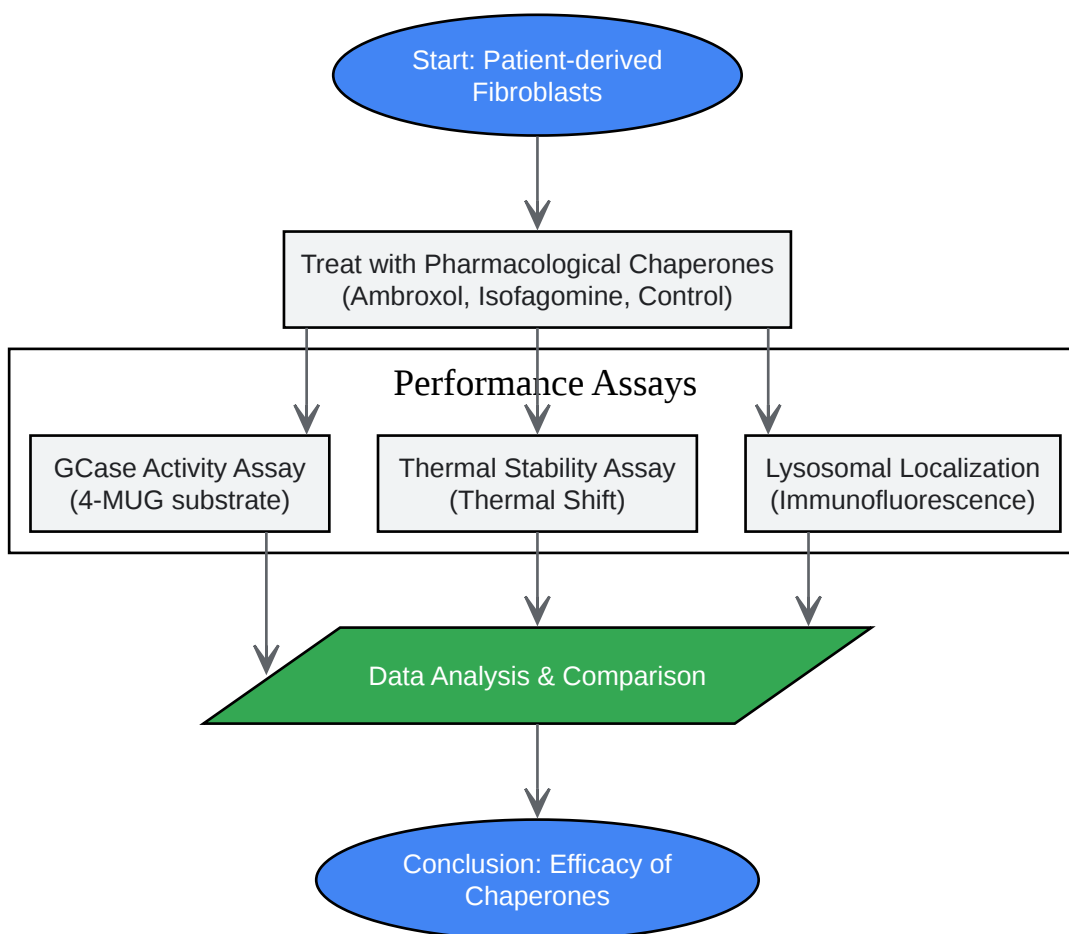 Start: Patient-derived
Fibroblasts
Treat with Pharmacological Chaperones
(Ambroxol, Isofagomine, Control)
Performance Assays
GCase Activity Assay
(4-MUG substrate)
Thermal Stability Assay
(Thermal Shift)
Lysosomal Localization
(Immunofluorescence)
Data Analysis & Comparison
Conclusion: Efficacy of
Chaperones